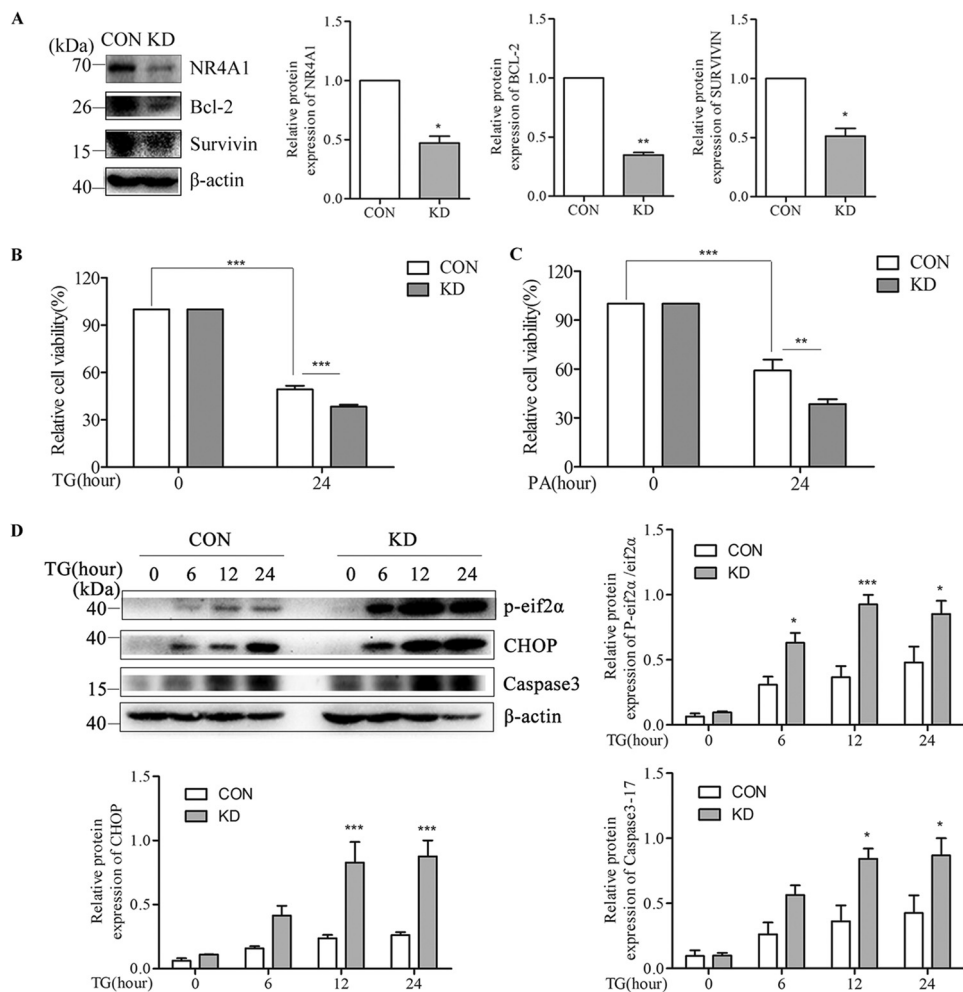 A
(kDa) CON KD
70 NR4A1
26 Bcl-2
15 Survivin
40 β-actin
Relative protein
expression of NR4A1
1.5
1.0
0.5
0.0
CON KD
*
Relative protein
expression of BCL-2
1.5
1.0
0.5
0.0
CON KD
**
Relative protein
expression of SURVIVIN
1.5
1.0
0.5
0.0
CON KD
*
B
Relative cell viability(%)
120
90
60
30
0
***
***
CON
KD
TG(hour) 0 24
C
Relative cell viability(%)
120
90
60
30
0
***
**
CON
KD
PA(hour) 0 24
D
CON KD
TG(hour) 0 6 12 24 0 6 12 24
(kDa)
40 p-eif2α
40 CHOP
15 Caspase3
40 β-actin
Relative protein
expression of P-eif2α/eif2α
1.5
1.0
0.5
0.0
CON
KD
* *** *
TG(hour) 0 6 12 24
Relative protein
expression of CHOP
1.5
1.0
0.5
0.0
CON
KD
*** ***
TG(hour) 0 6 12 24
Relative protein
expression of Caspase3-17
1.5
1.0
0.5
0.0
CON
KD
* *
TG(hour) 0 6 12 24